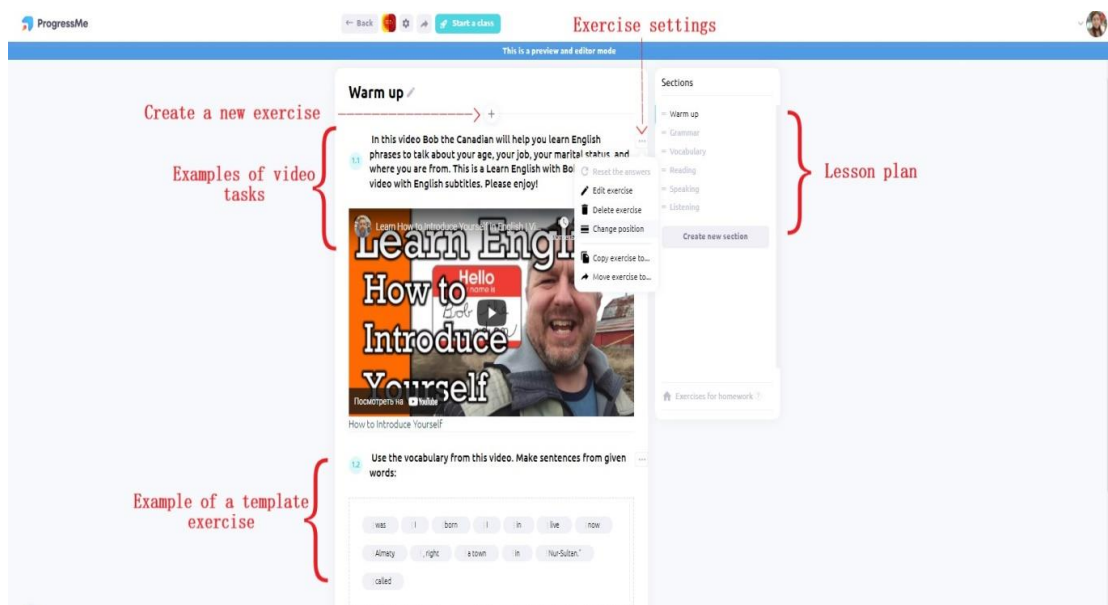 ProgressMe
← Back
Start a class
Exercise settings
This is a preview and editor mode
Warm up
Create a new exercise
+
1.1
In this video Bob the Canadian will help you learn English
phrases to talk about your age, your job, your marital status, and
where you are from. This is a Learn English with Bo
video with English subtitles. Please enjoy!
Examples of video
tasks
Reset the answers
Edit exercise
Delete exercise
Change position
Copy exercise to...
Move exercise to...
Sections
Warm up
Grammar
Vocabulary
Reading
Speaking
Listening
Create new section
Exercises for homework ?
Lesson plan
Learn How to Introduce Yourself in English | Vi
Learn Engl
How to
Introduce
Yourself
Hello
name is
Bob the
Посмотреть на YouTube
How to Introduce Yourself
1.2
Use the vocabulary from this video. Make sentences from given
words:
Example of a template
exercise
was I born I in live now
Almaty , right a town in Nur-Sultan."
called